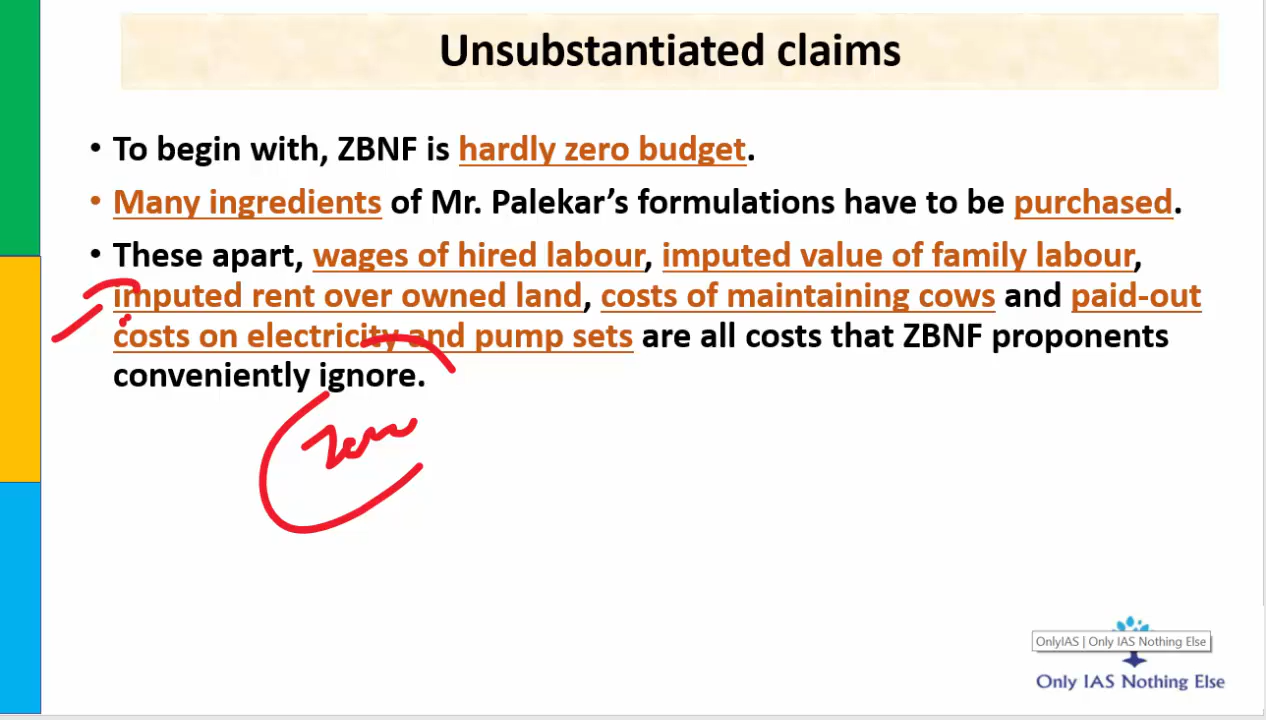 Unsubstantiated claims
• To begin with, ZBNF is hardly zero budget.
• Many ingredients of Mr. Palekar's formulations have to be purchased.
• These apart, wages of hired labour, imputed value of family labour,
imputed rent over owned land, costs of maintaining cows and paid-out
costs on electricity and pump sets are all costs that ZBNF proponents
conveniently ignore.
OnlyIAS | Only IAS Nothing Else
Only IAS Nothing Else